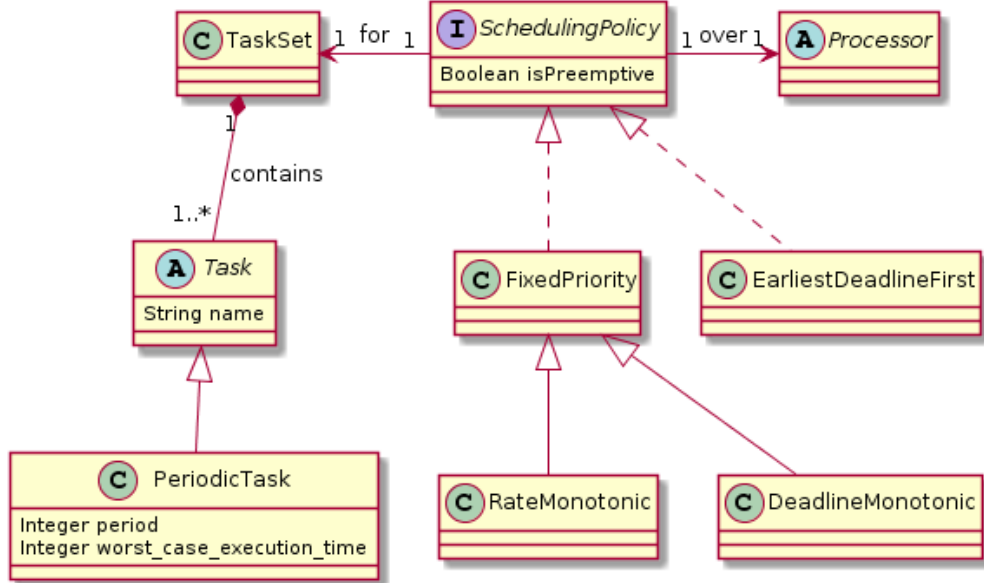 C TaskSet
1 for 1
I SchedulingPolicy
Boolean isPreemptive
1 over 1
A Processor
1
contains
1..*
A Task
String name
C FixedPriority
C EarliestDeadlineFirst
C PeriodicTask
Integer period
Integer worst_case_execution_time
C RateMonotonic
C DeadlineMonotonic